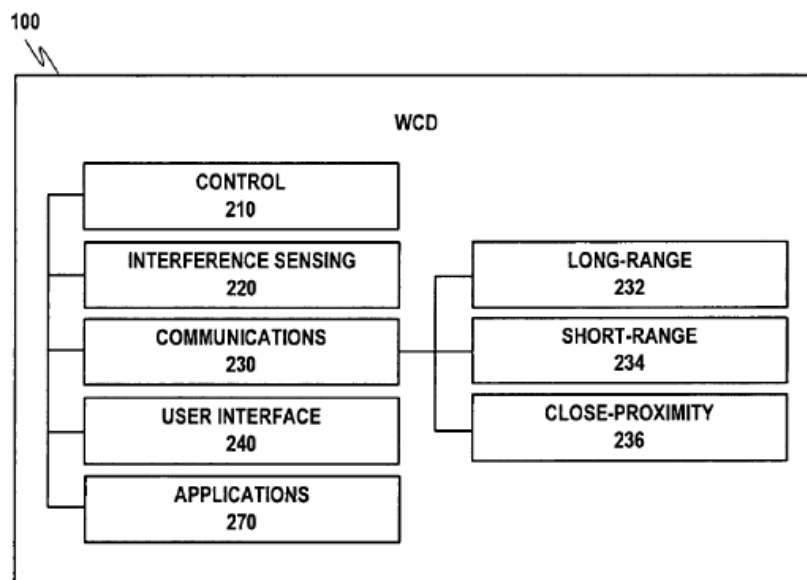 100
WCD
CONTROL
210
INTERFERENCE SENSING
220
COMMUNICATIONS
230
USER INTERFACE
240
APPLICATIONS
270
LONG-RANGE
232
SHORT-RANGE
234
CLOSE-PROXIMITY
236